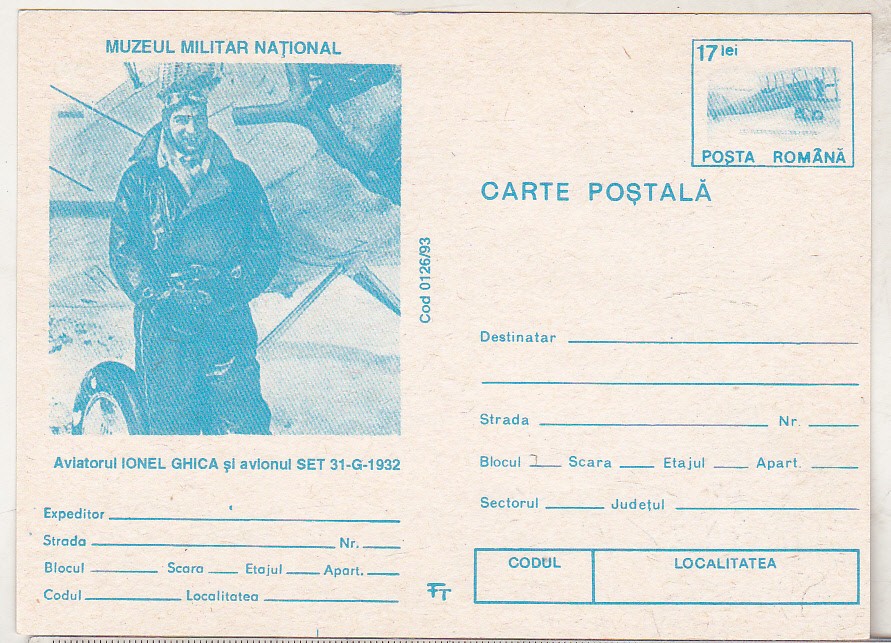 MUZEUL MILITAR NAȚIONAL
Aviatorul IONEL GHICA și avionul SET 31-G-1932
Expeditor
Strada Nr.
Blocul Scara Etajul Apart.
Codul Localitatea
Cod 0126/93
FT
17 lei
POȘTA ROMÂNĂ
CARTE POȘTALĂ
Destinatar
Strada Nr.
Blocul Scara Etajul Apart.
Sectorul Județul
CODUL LOCALITATEA